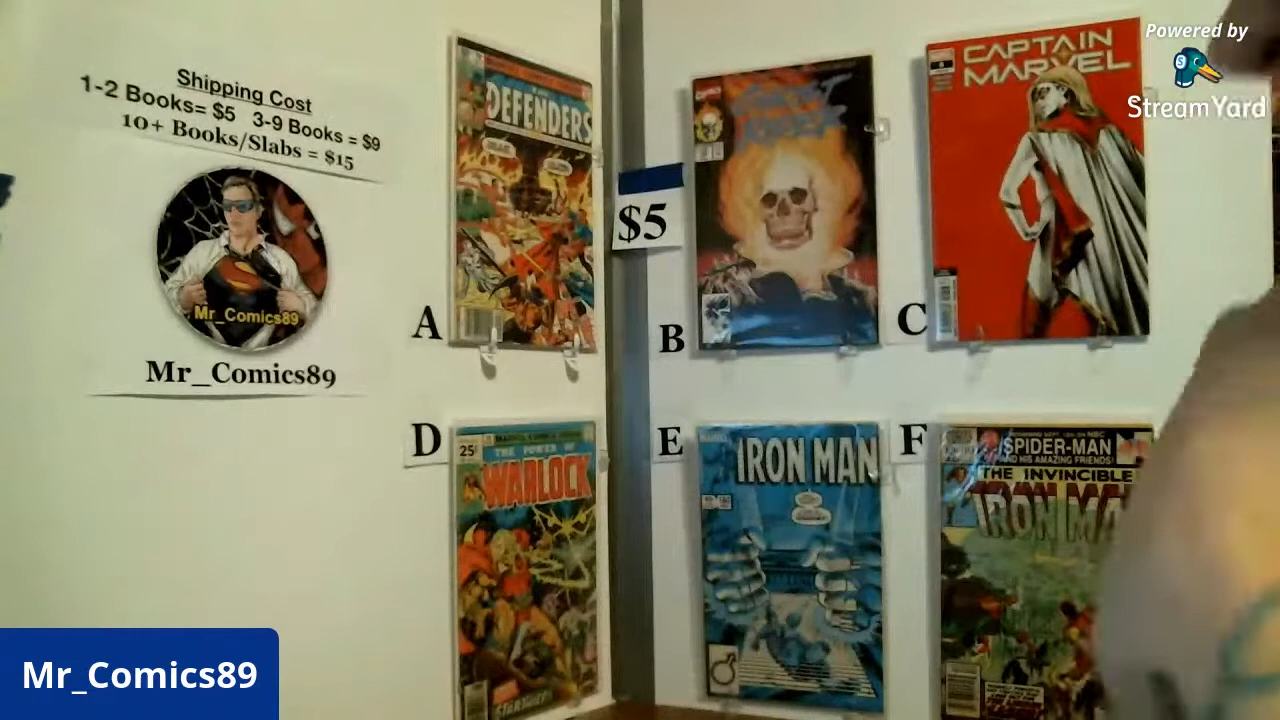 Powered by
StreamYard
Shipping Cost
1-2 Books= $5 3-9 Books = $9
10+ Books/Slabs = $15
Mr_Comics89
Mr_Comics89
A
DEFENDERS
$5
B
C
CAPTAIN
MARVEL
D
25¢
THE POWER OF
WARLOCK
STARTHIEF
E
IRON MAN
F
SPIDER-MAN
AND HIS AMAZING FRIENDS!
THE INVINCIBLE
IRON MA
Mr_Comics89